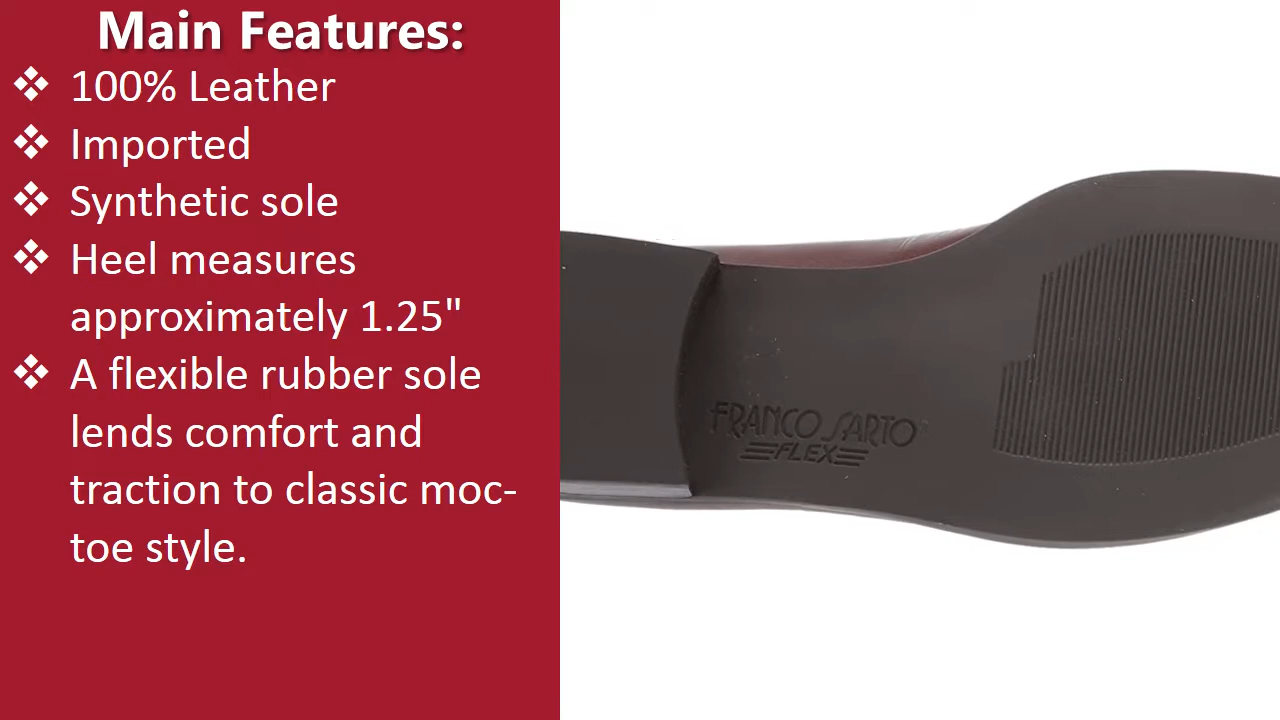 Main Features:
❖ 100% Leather
❖ Imported
❖ Synthetic sole
❖ Heel measures
approximately 1.25"
❖ A flexible rubber sole
lends comfort and
traction to classic moc-
toe style.
FRANCO SARTO
FLEX